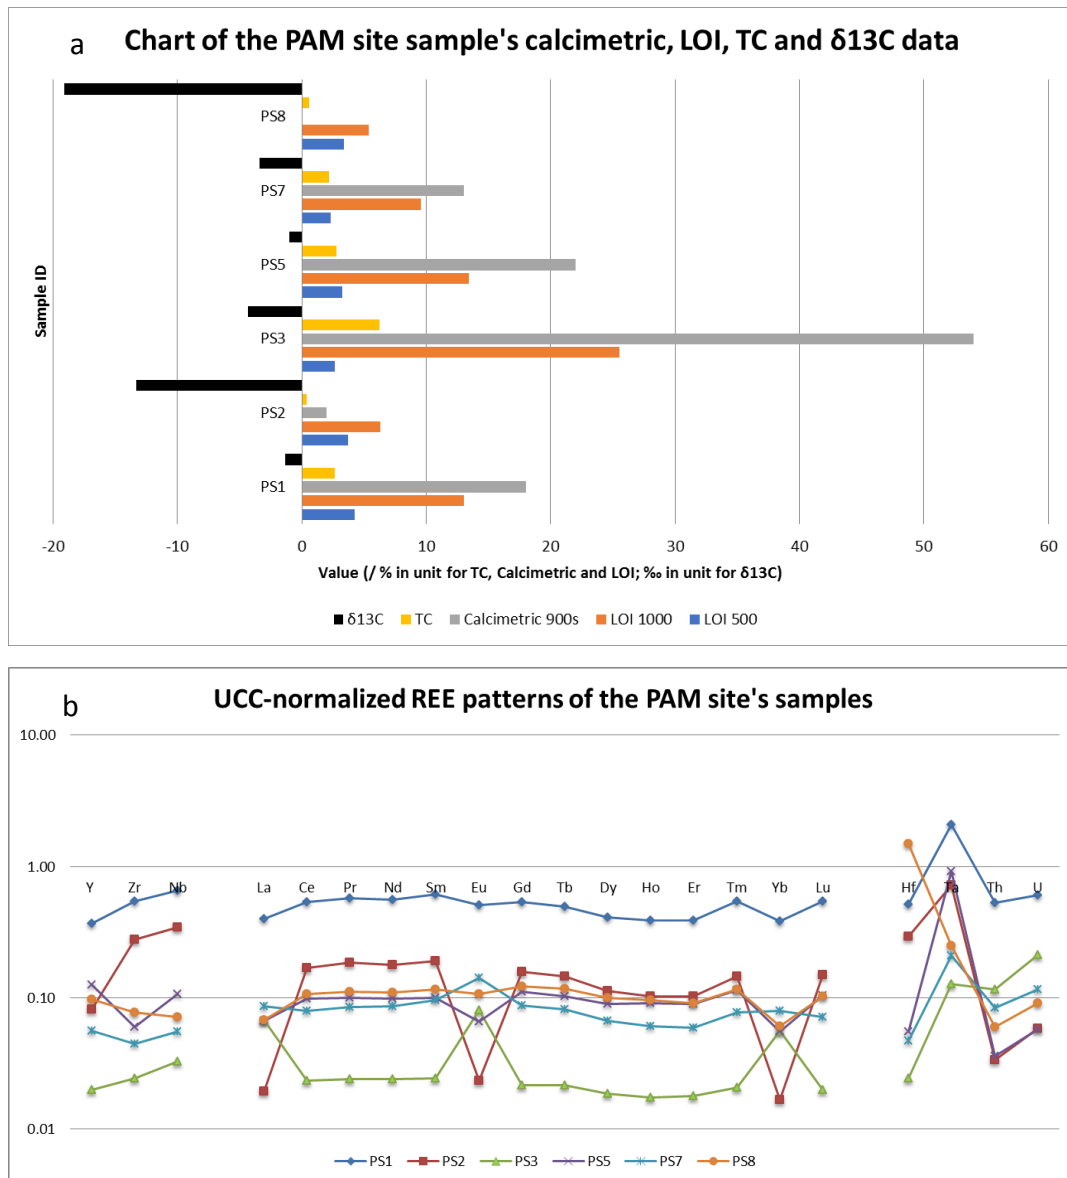 a
Chart of the PAM site sample's calcimetric, LOI, TC and δ13C data
Sample ID
PS8
PS7
PS5
PS3
PS2
PS1
-20 -10 0 10 20 30 40 50 60
Value (/ % in unit for TC, Calcimetric and LOI; ‰ in unit for δ13C)
δ13C TC Calcimetric 900s LOI 1000 LOI 500
b
UCC-normalized REE patterns of the PAM site's samples
10.00
1.00
Y Zr Nb La Ce Pr Nd Sm Eu Gd Tb Dy Ho Er Tm Yb Lu Hf Ta Th U
0.10
0.01
PS1 PS2 PS3 PS5 PS7 PS8